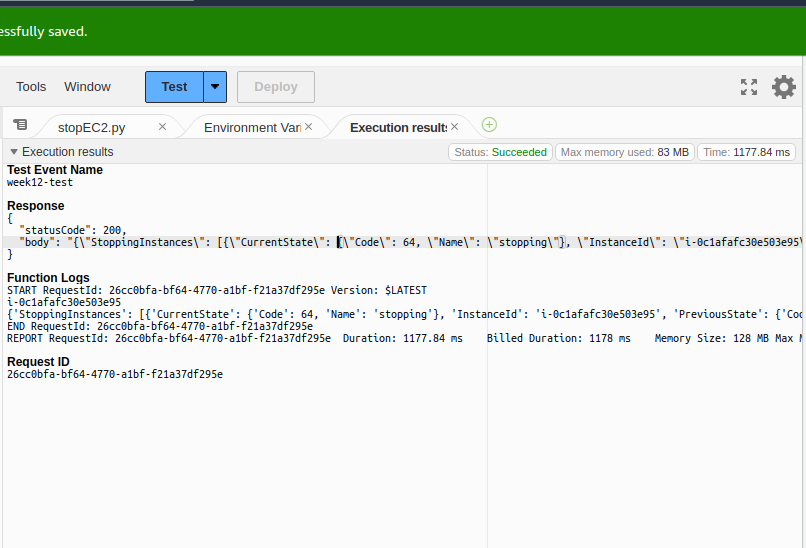 essfully saved.
Tools Window Test Deploy
stopEC2.py Environment Vari Execution results
Execution results Status: Succeeded Max memory used: 83 MB Time: 1177.84 ms
Test Event Name
week12-test
Response
{
"statusCode": 200,
"body": "{\"StoppingInstances\": [{\"CurrentState\": {\"Code\": 64, \"Name\": \"stopping\"}, \"InstanceId\": \"i-0c1afafc30e503e95\
}
Function Logs
START RequestId: 26cc0bfa-bf64-4770-a1bf-f21a37df295e Version: $LATEST
i-0c1afafc30e503e95
{'StoppingInstances': [{'CurrentState': {'Code': 64, 'Name': 'stopping'}, 'InstanceId': 'i-0c1afafc30e503e95', 'PreviousState': {'Cod
END RequestId: 26cc0bfa-bf64-4770-a1bf-f21a37df295e
REPORT RequestId: 26cc0bfa-bf64-4770-a1bf-f21a37df295e Duration: 1177.84 ms Billed Duration: 1178 ms Memory Size: 128 MB Max M
Request ID
26cc0bfa-bf64-4770-a1bf-f21a37df295e